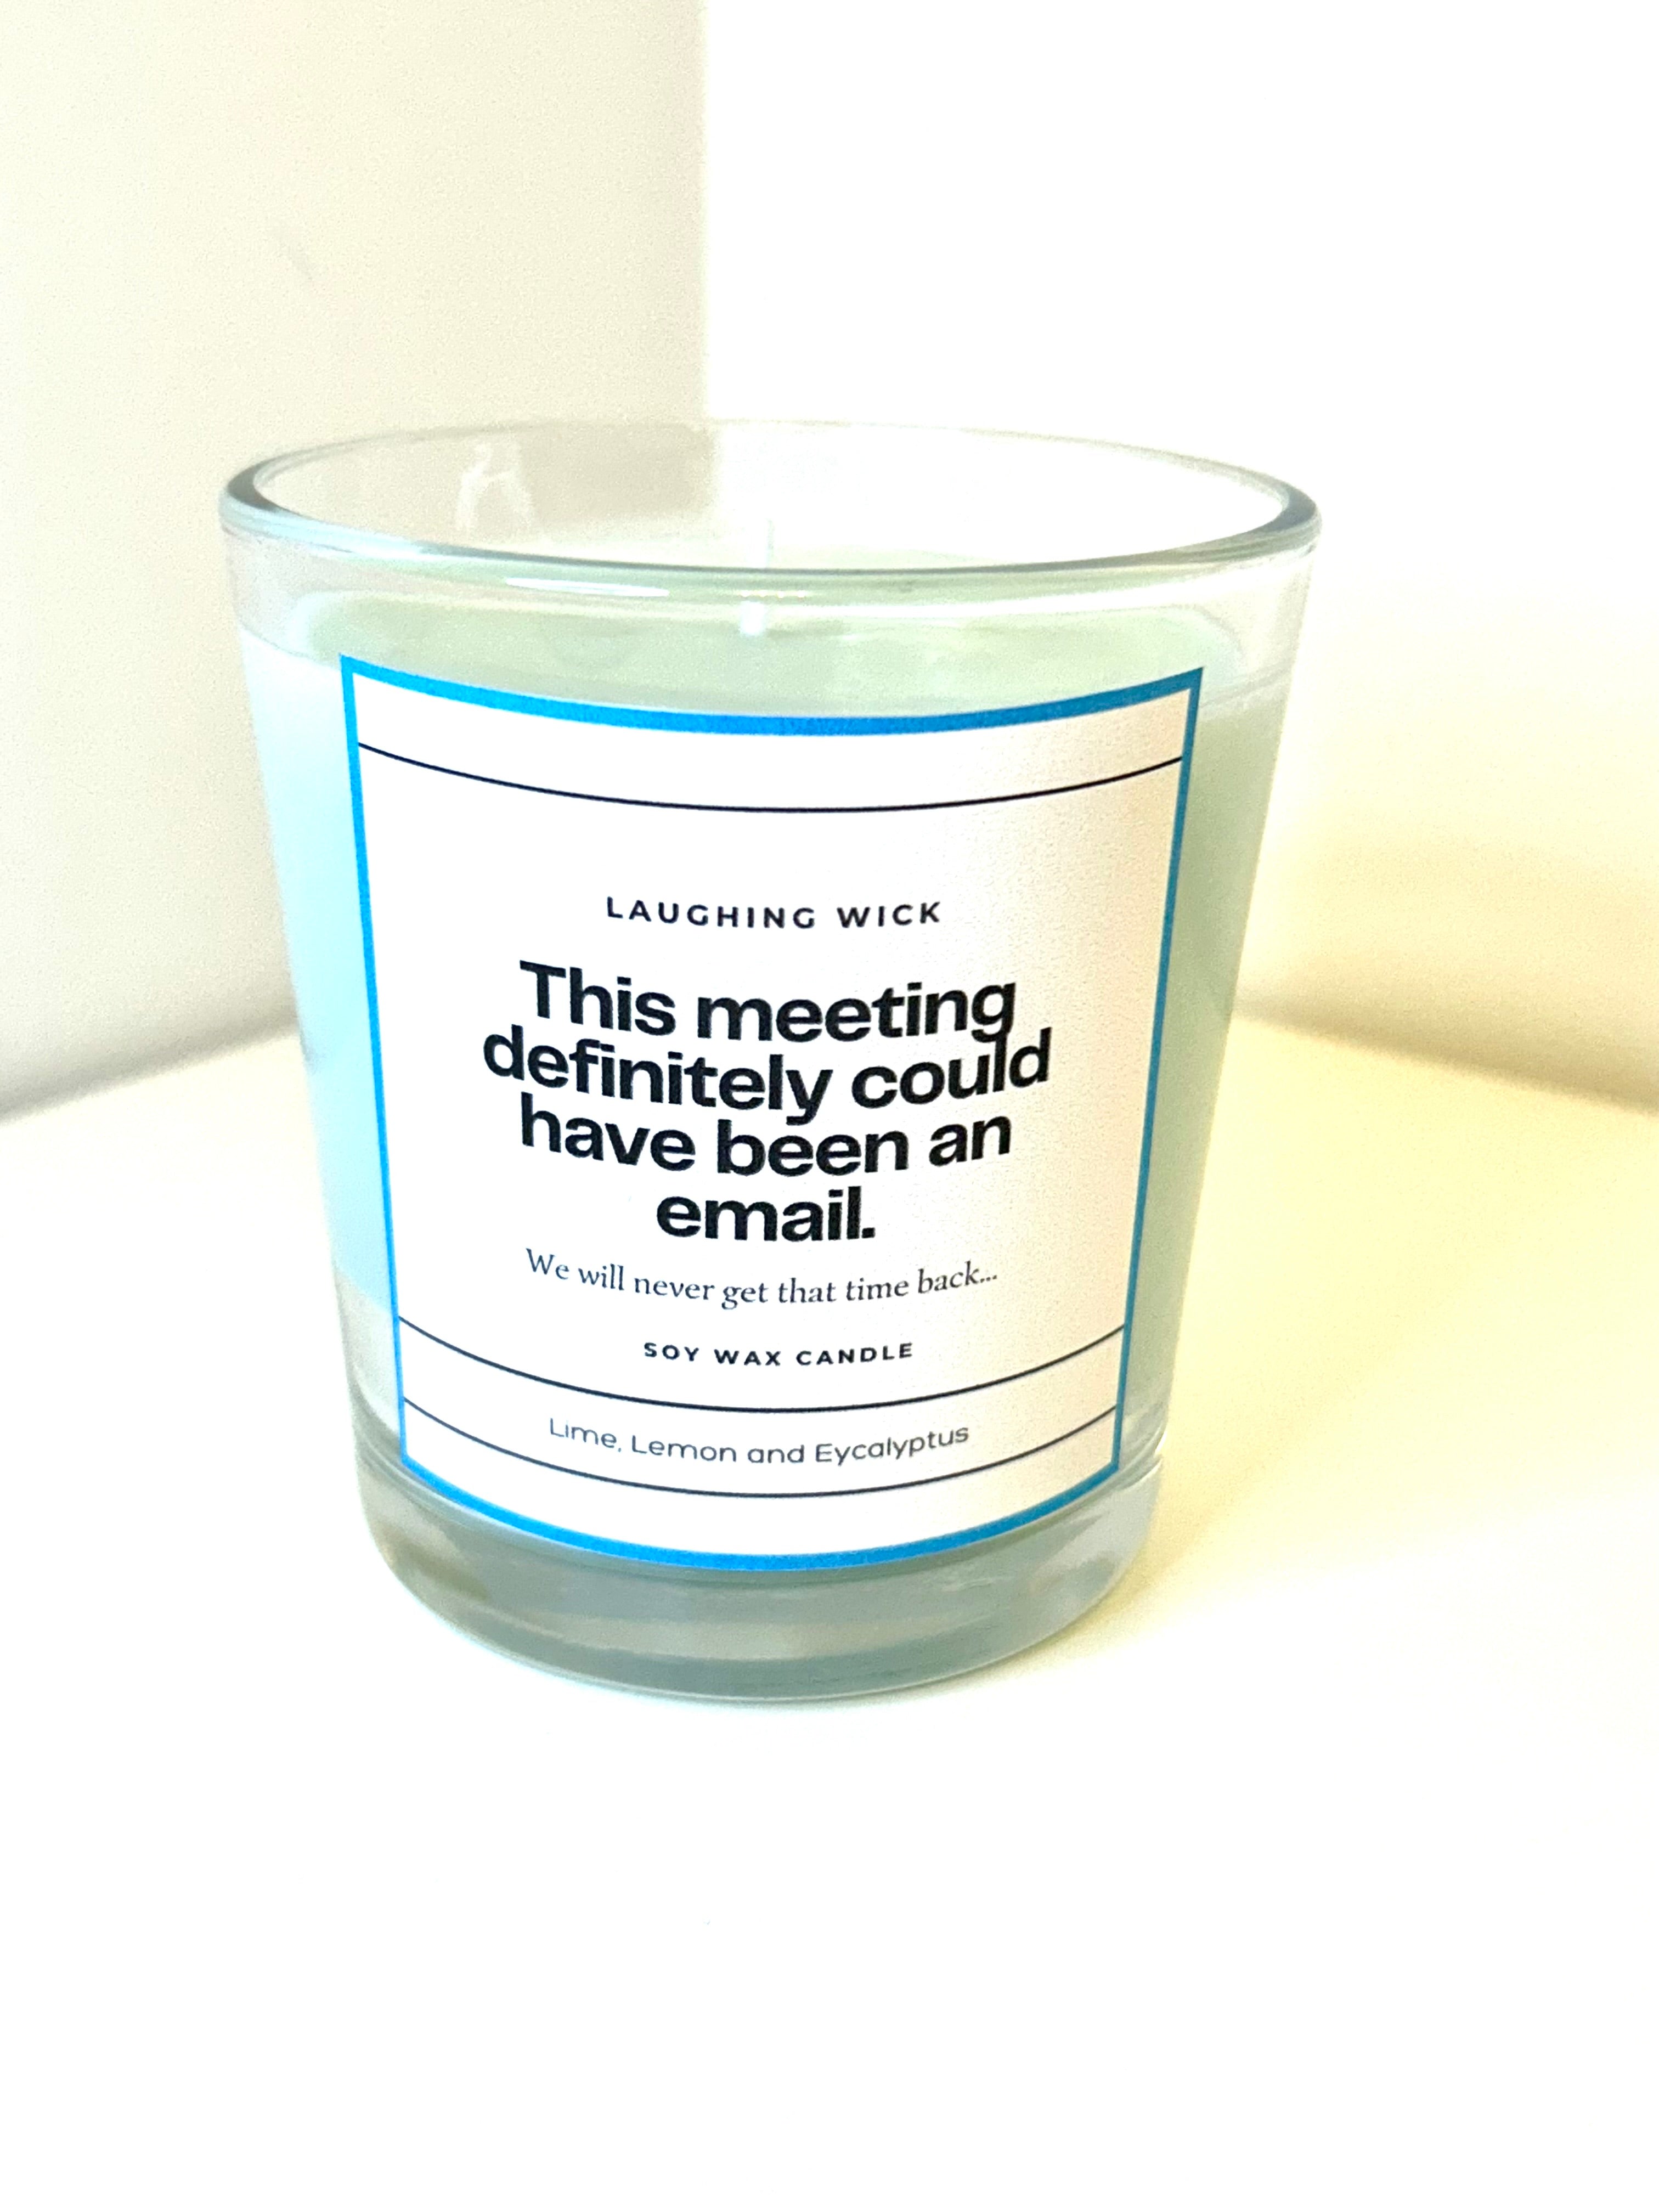 LAUGHING WICK
This meeting
definitely could
have been an
email.
We will never get that time back...
SOY WAX CANDLE
Lime, Lemon and Eycalyptus